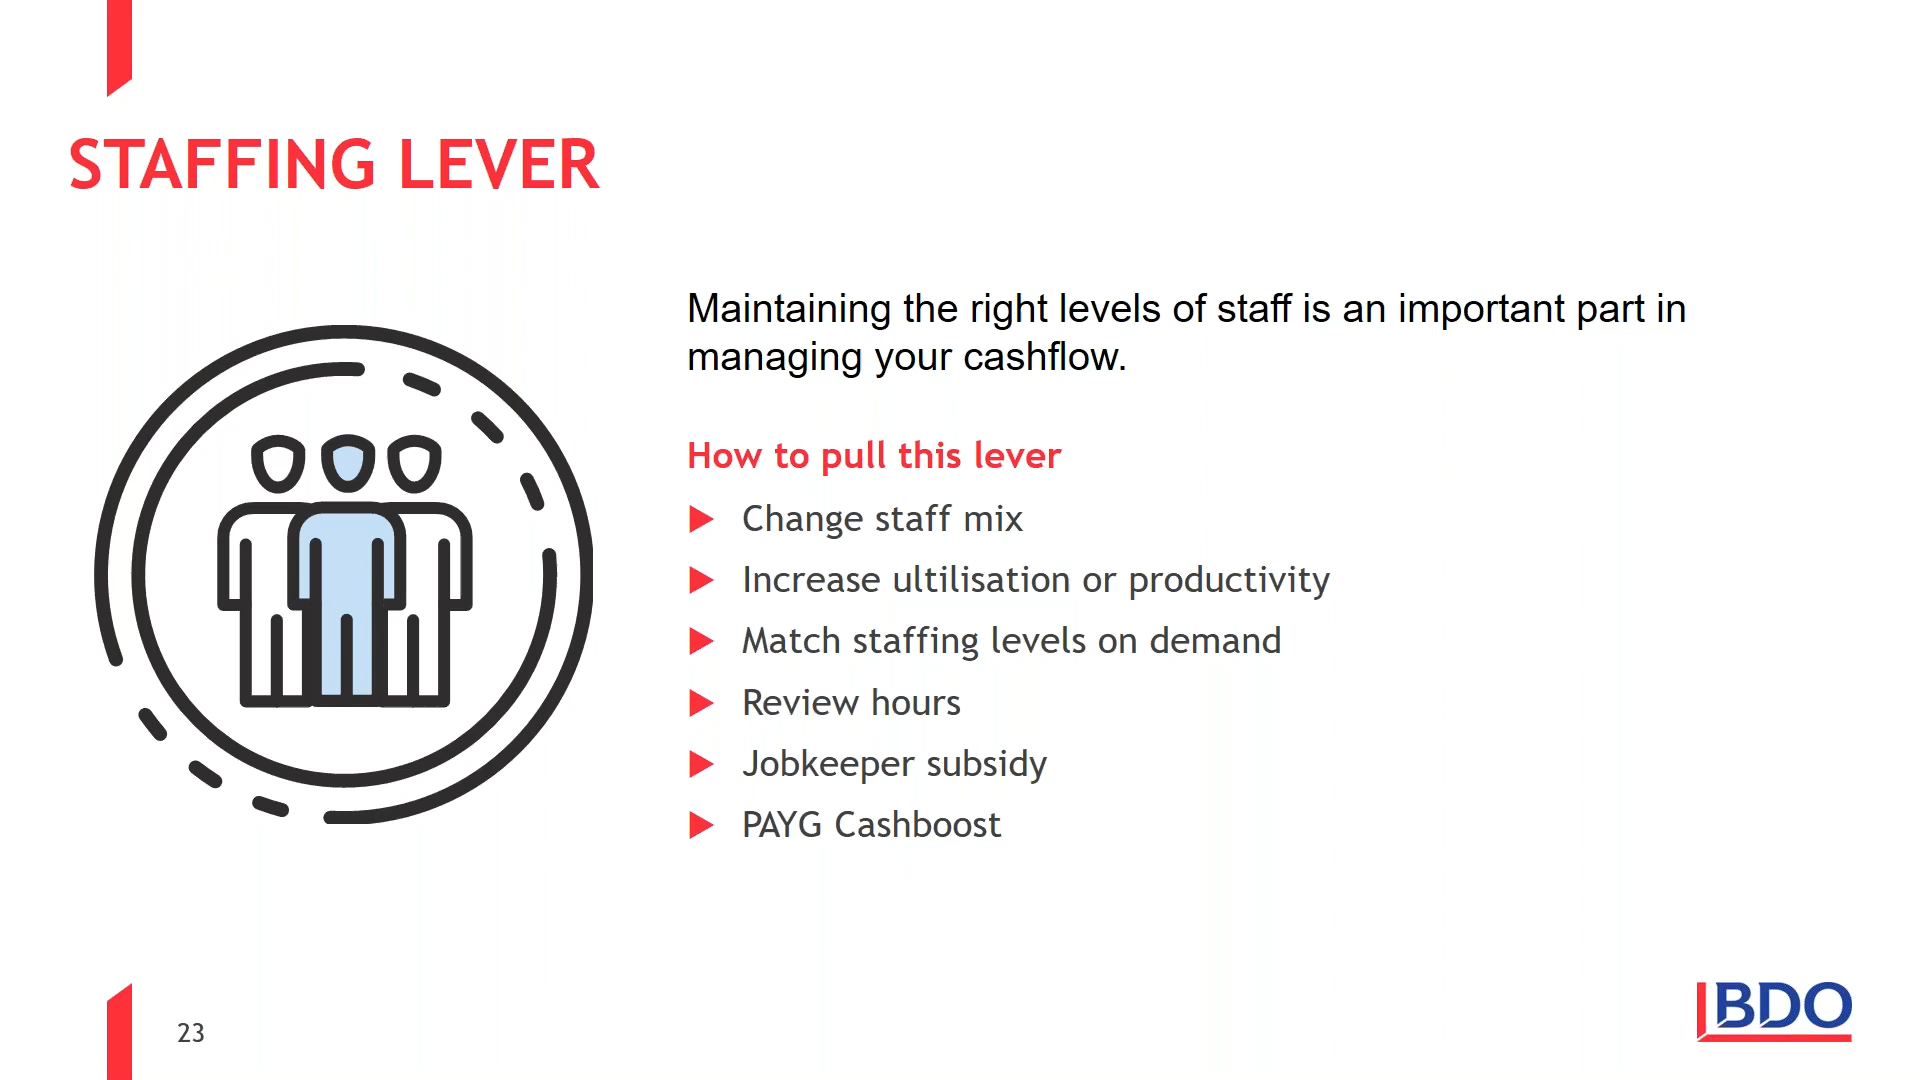 STAFFING LEVER
Maintaining the right levels of staff is an important part in
managing your cashflow.
How to pull this lever
Change staff mix
Increase ultilisation or productivity
Match staffing levels on demand
Review hours
Jobkeeper subsidy
PAYG Cashboost
23
BDO